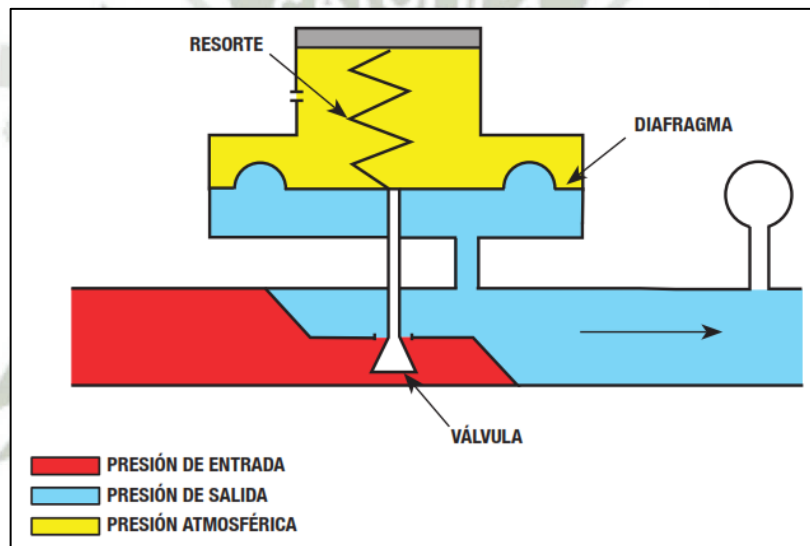 RESORTE
DIAFRAGMA
VÁLVULA
PRESIÓN DE ENTRADA
PRESIÓN DE SALIDA
PRESIÓN ATMOSFÉRICA